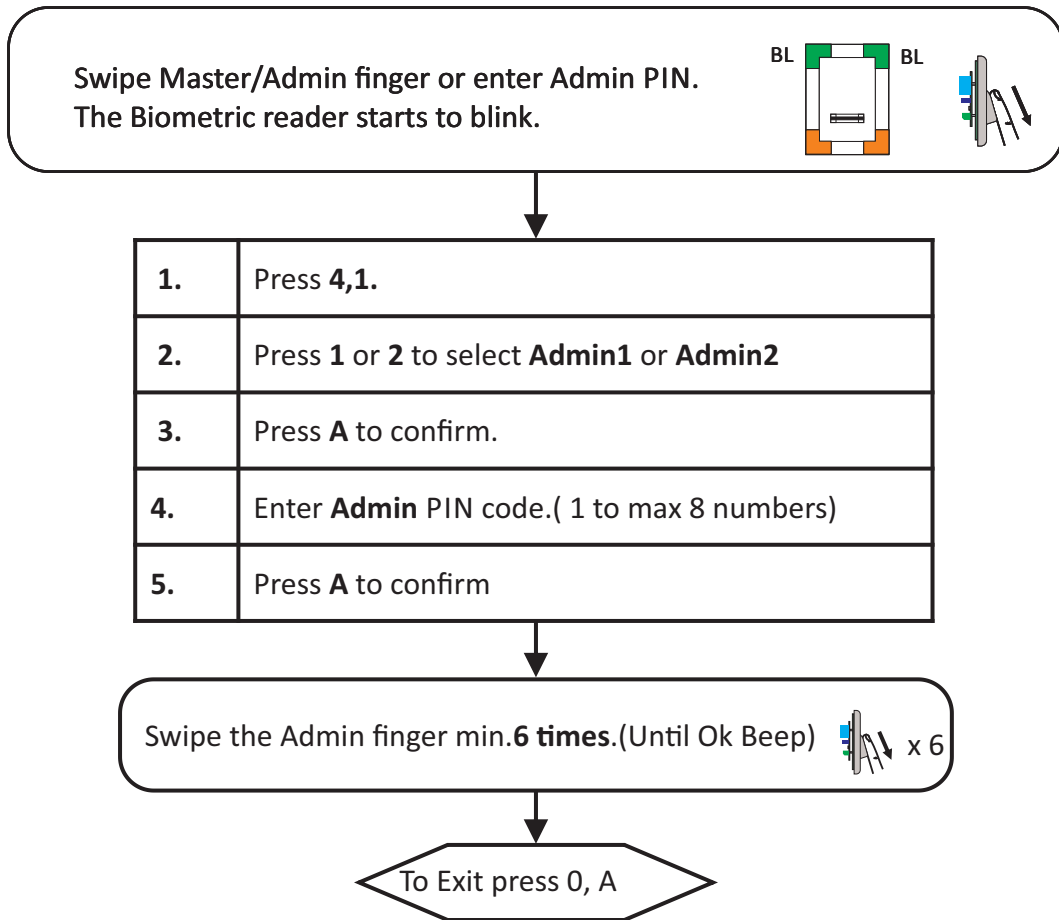 Swipe Master/Admin finger or enter Admin PIN.
The Biometric reader starts to blink.
BL
BL
1. Press 4,1.
2. Press 1 or 2 to select Admin1 or Admin2
3. Press A to confirm.
4. Enter Admin PIN code.( 1 to max 8 numbers)
5. Press A to confirm
Swipe the Admin finger min.6 times.(Until Ok Beep) x 6
To Exit press 0, A